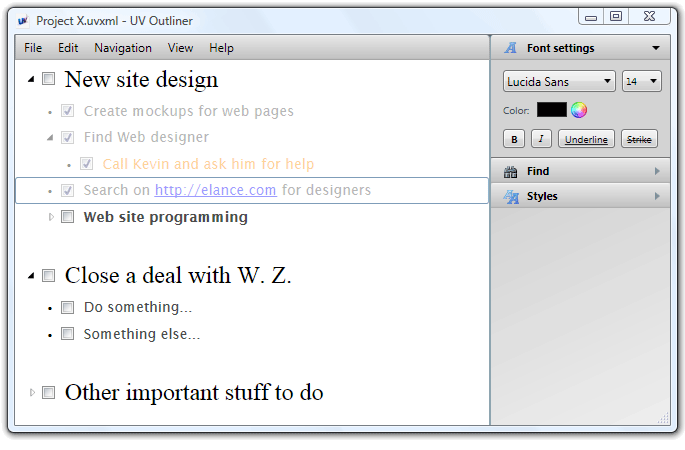 UV Project X.uvxml - UV Outliner
File Edit Navigation View Help
New site design
Create mockups for web pages
Find Web designer
Call Kevin and ask him for help
Search on http://elance.com for designers
Web site programming
Close a deal with W. Z.
Do something...
Something else...
Other important stuff to do
A Font settings
Lucida Sans 14
Color:
B I Underline Strike
Find
Styles